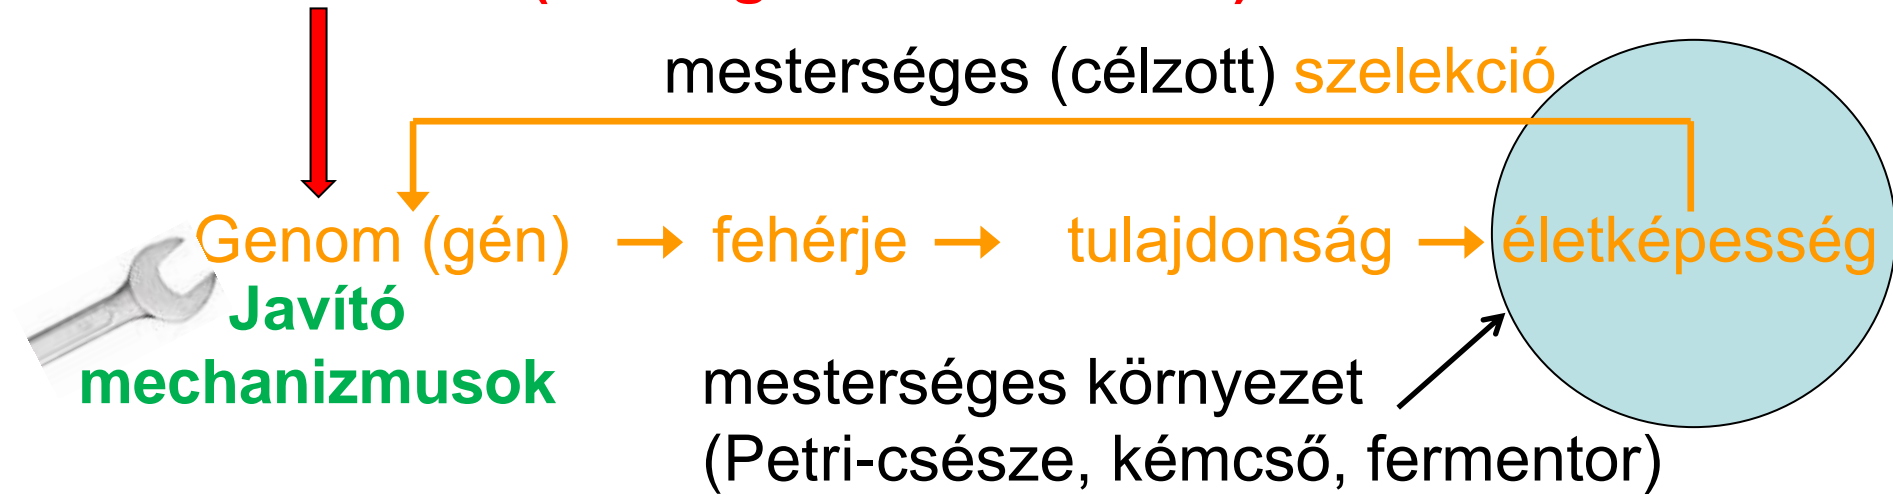 mesterséges (célzott) szelekció
Genom (gén) → fehérje → tulajdonság → életképesség
Javító
mechanizmusok
mesterséges környezet
(Petri-csésze, kémcső, fermentor)